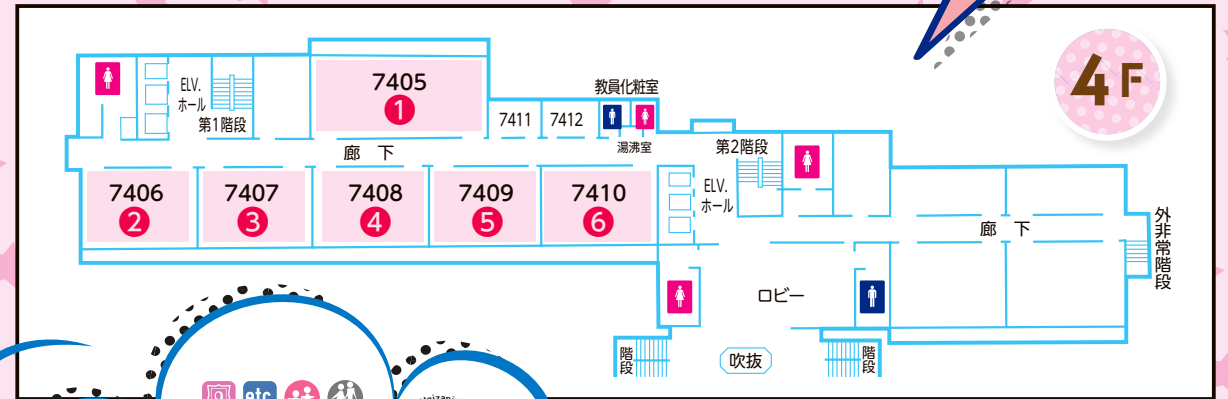 4F
7405
1
ELV.
ホール
第1階段
教員化粧室
7411
7412
湯沸室
廊 下
第2階段
7406
2
7407
3
7408
4
7409
5
7410
6
ELV.
ホール
廊 下
外非常階段
ロビー
階段
吹抜
階段
etc